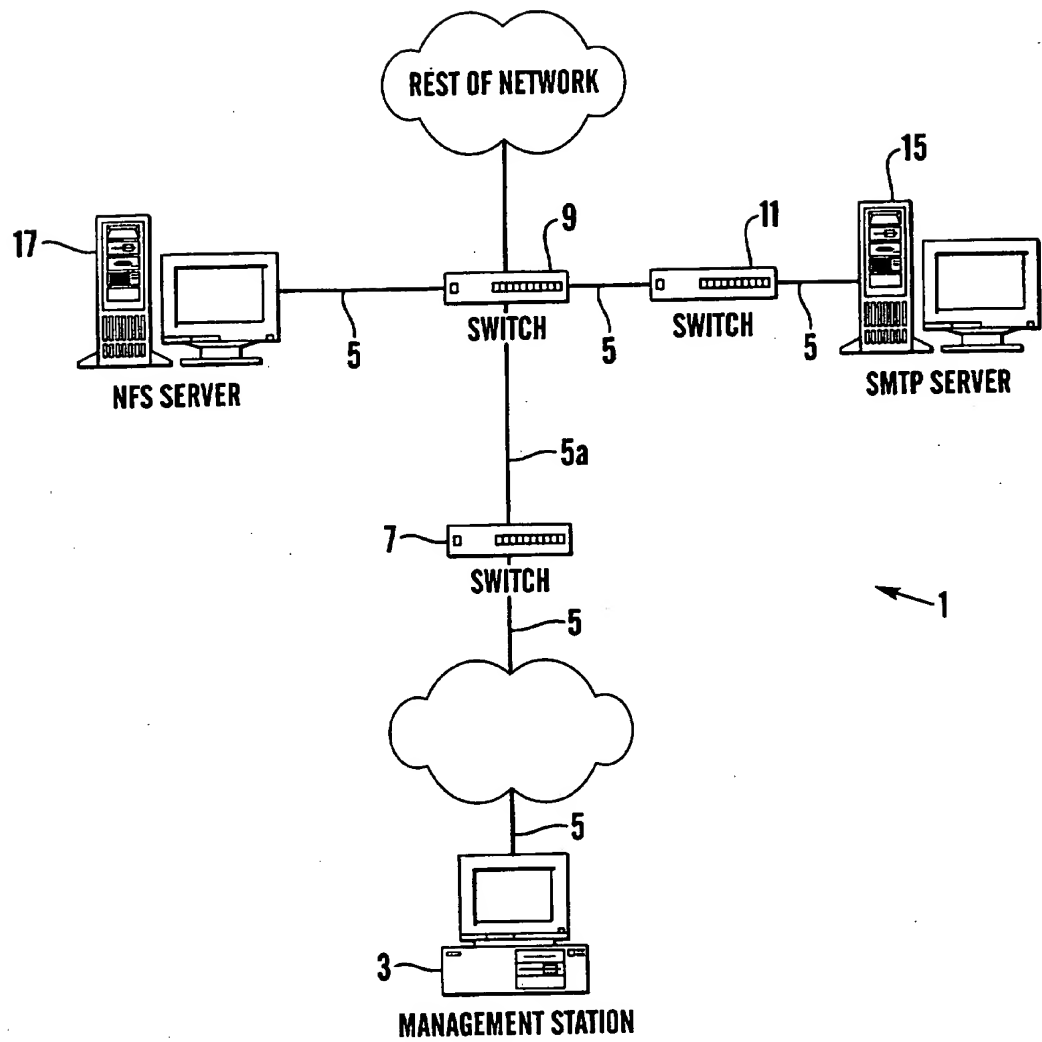 REST OF NETWORK
15
17
9
11
5
SWITCH
5
SWITCH
5
NFS SERVER
SMTP SERVER
5a
7
SWITCH
1
5
5
3
MANAGEMENT STATION